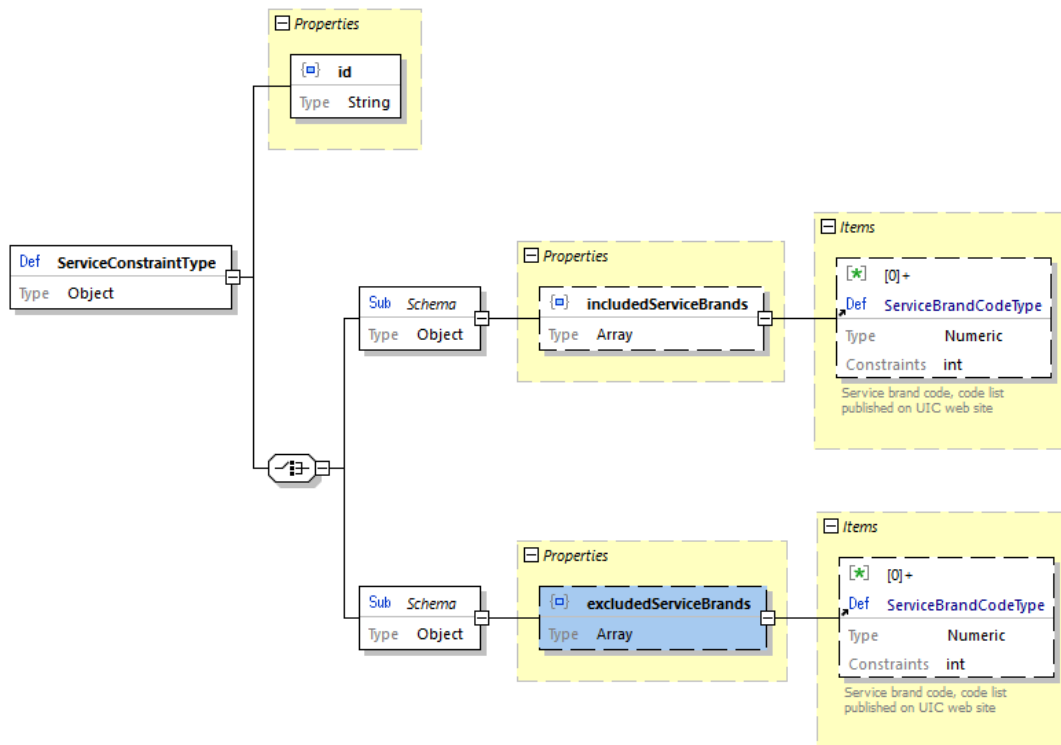 Properties
id
Type String
Def ServiceConstraintType
Type Object
Sub Schema
Type Object
Properties
includedServiceBrands
Type Array
Items
[*] [0]+
Def ServiceBrandCodeType
Type Numeric
Constraints int
Service brand code, code list
published on UIC web site
Sub Schema
Type Object
Properties
excludedServiceBrands
Type Array
Items
[*] [0]+
Def ServiceBrandCodeType
Type Numeric
Constraints int
Service brand code, code list
published on UIC web site